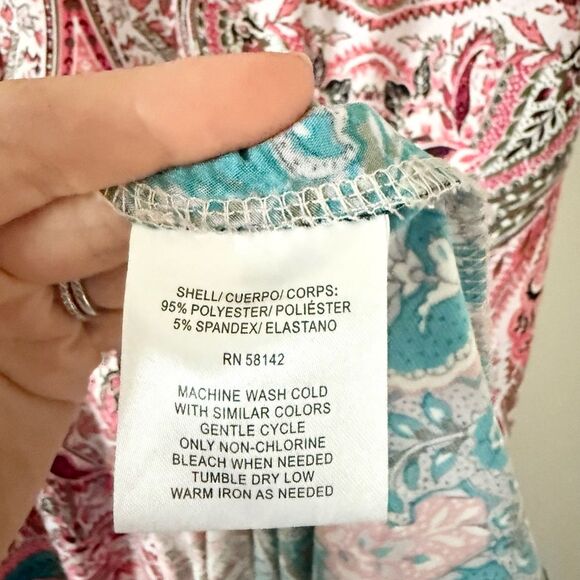 SHELL/ CUERPO/ CORPS:
95% POLYESTER/ POLIÉSTER
5% SPANDEX/ ELASTANO
RN 58142
MACHINE WASH COLD
WITH SIMILAR COLORS
GENTLE CYCLE
ONLY NON-CHLORINE
BLEACH WHEN NEEDED
TUMBLE DRY LOW
WARM IRON AS NEEDED